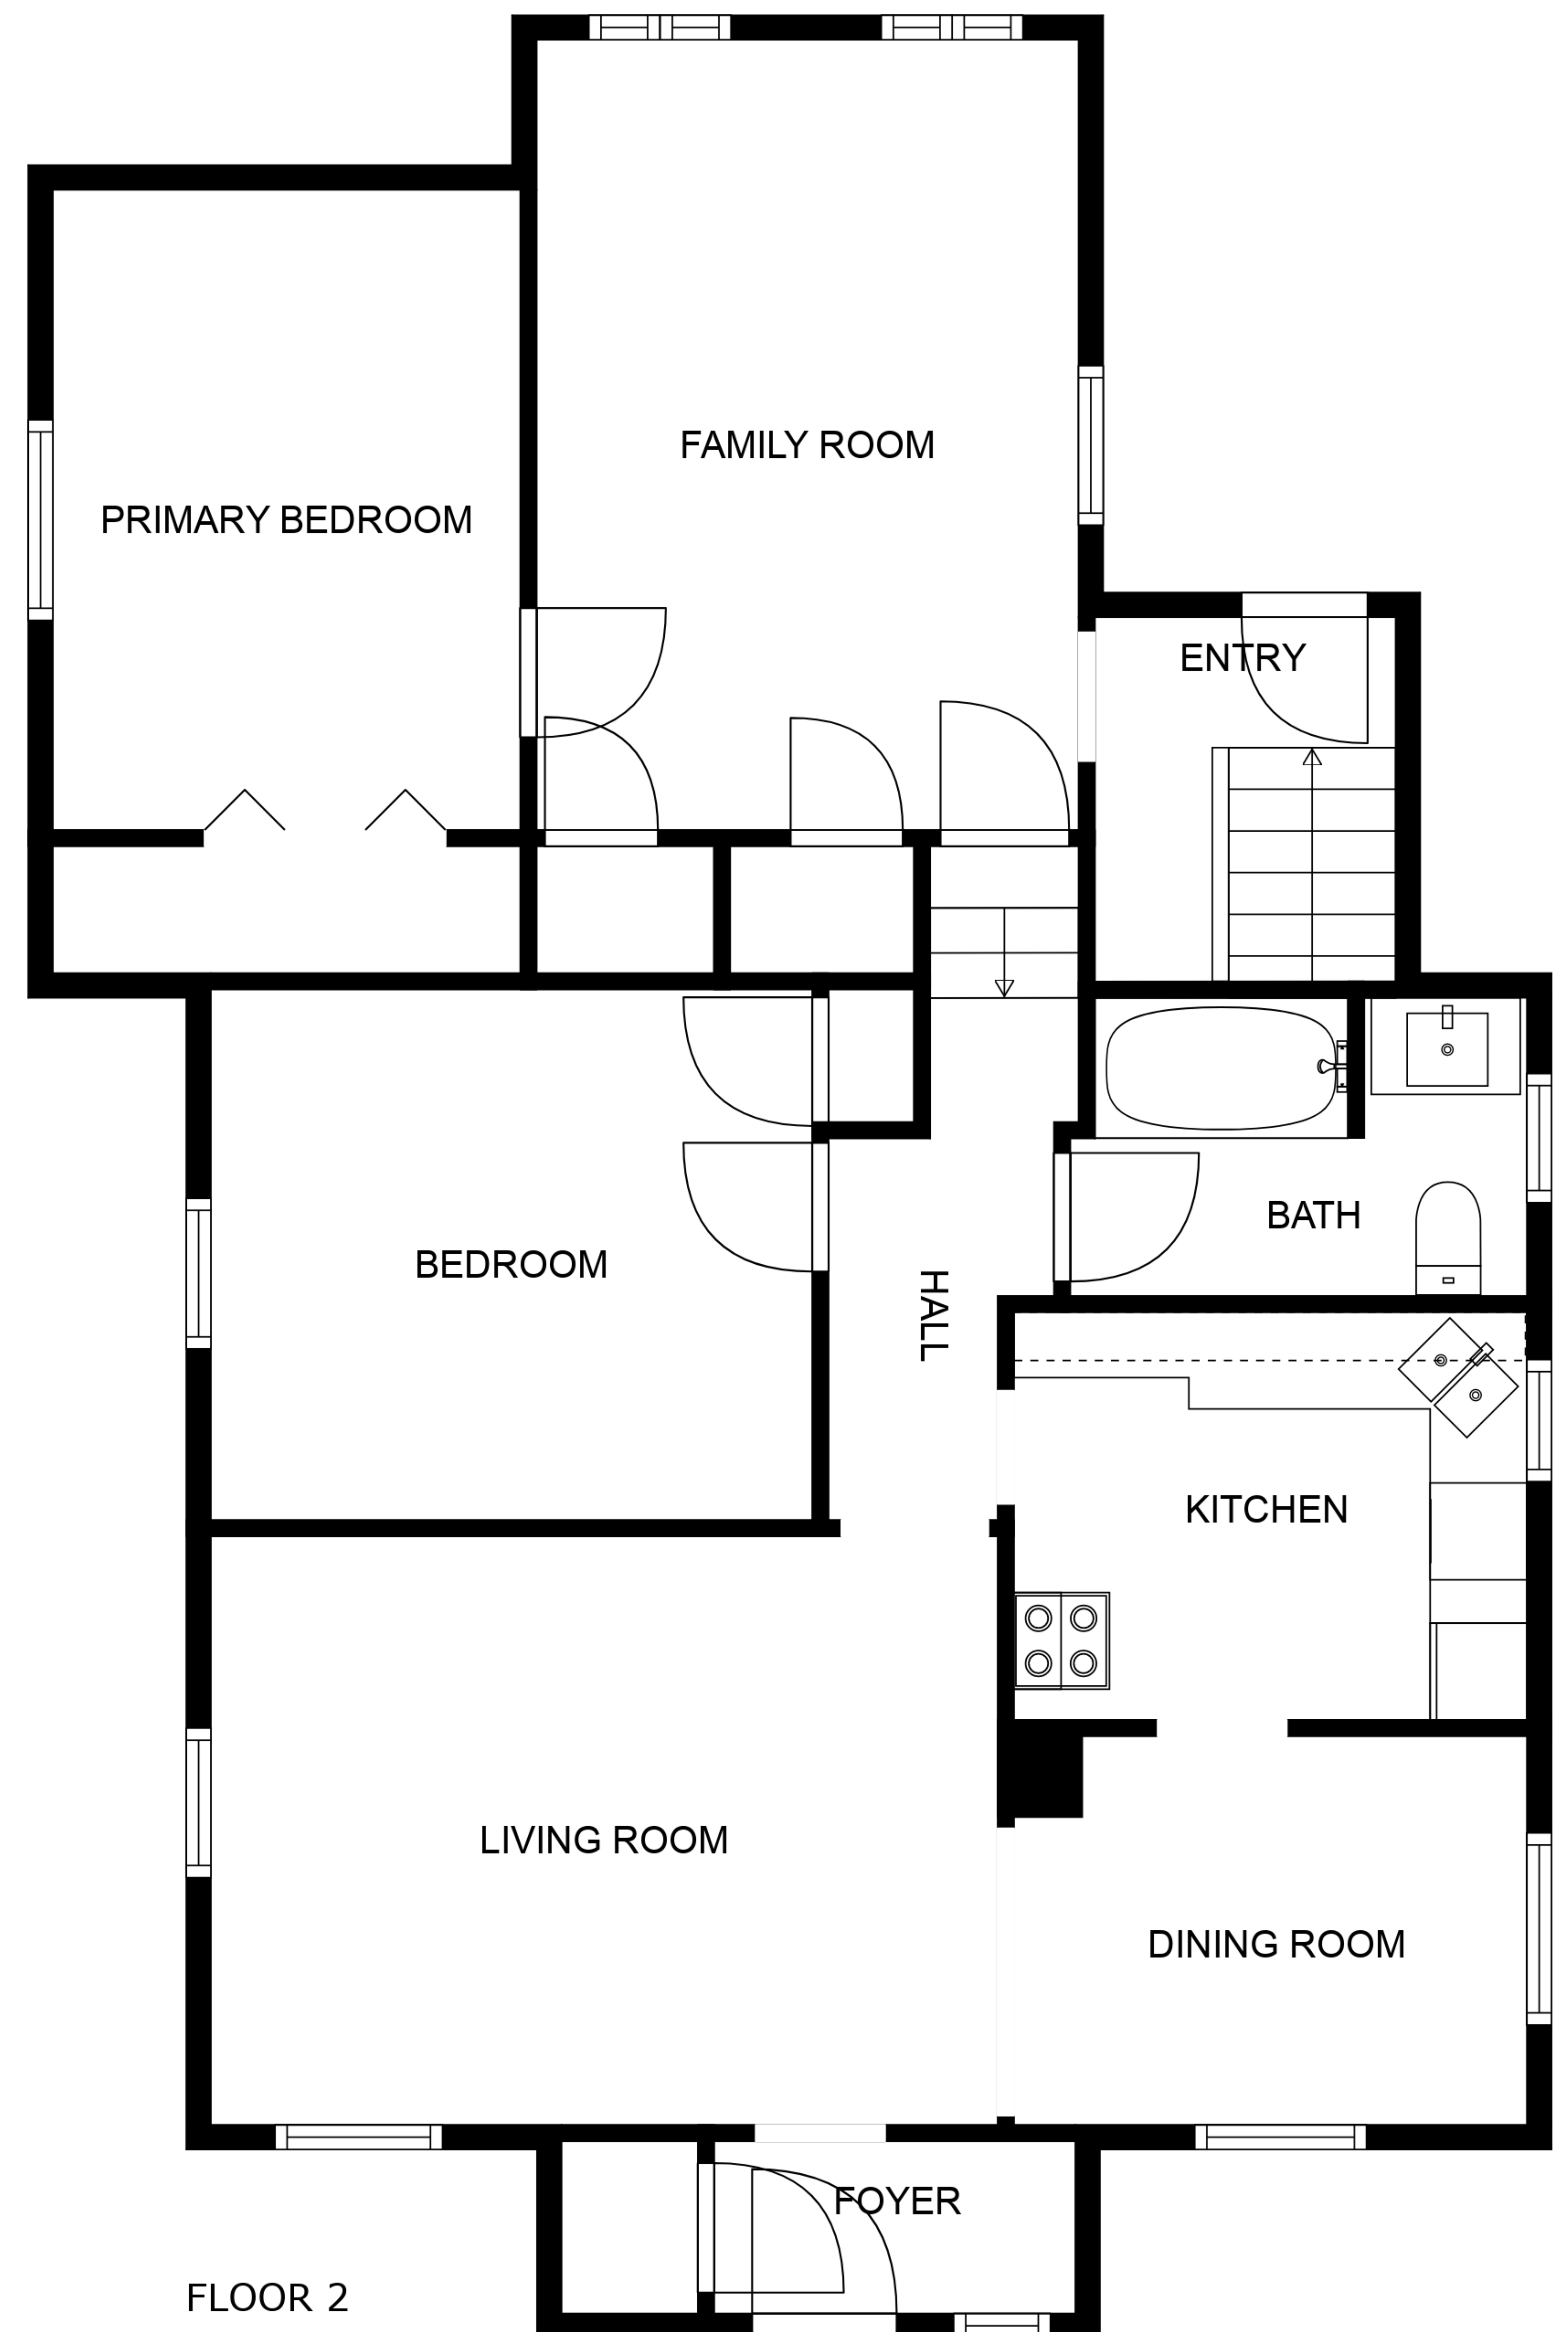 FAMILY ROOM
PRIMARY BEDROOM
ENTRY
BATH
BEDROOM
HALL
KITCHEN
LIVING ROOM
DINING ROOM
FOYER
FLOOR 2